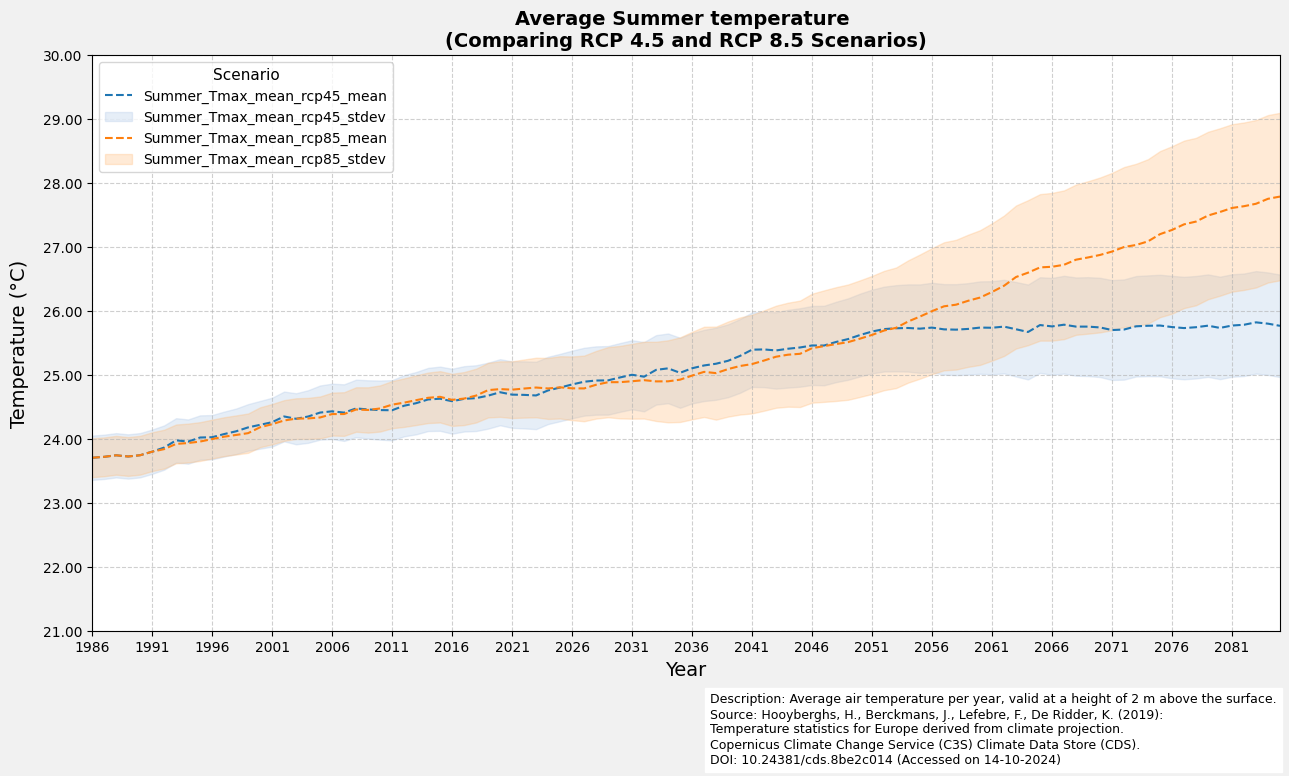 Average Summer temperature
(Comparing RCP 4.5 and RCP 8.5 Scenarios)
Temperature (°C)
30.00
29.00
28.00
27.00
26.00
25.00
24.00
23.00
22.00
21.00
Scenario
Summer_Tmax_mean_rcp45_mean
Summer_Tmax_mean_rcp45_stdev
Summer_Tmax_mean_rcp85_mean
Summer_Tmax_mean_rcp85_stdev
1986 1991 1996 2001 2006 2011 2016 2021 2026 2031 2036 2041 2046 2051 2056 2061 2066 2071 2076 2081
Year
Description: Average air temperature per year, valid at a height of 2 m above the surface.
Source: Hooyberghs, H., Berckmans, J., Lefebre, F., De Ridder, K. (2019):
Temperature statistics for Europe derived from climate projection.
Copernicus Climate Change Service (C3S) Climate Data Store (CDS).
DOI: 10.24381/cds.8be2c014 (Accessed on 14-10-2024)